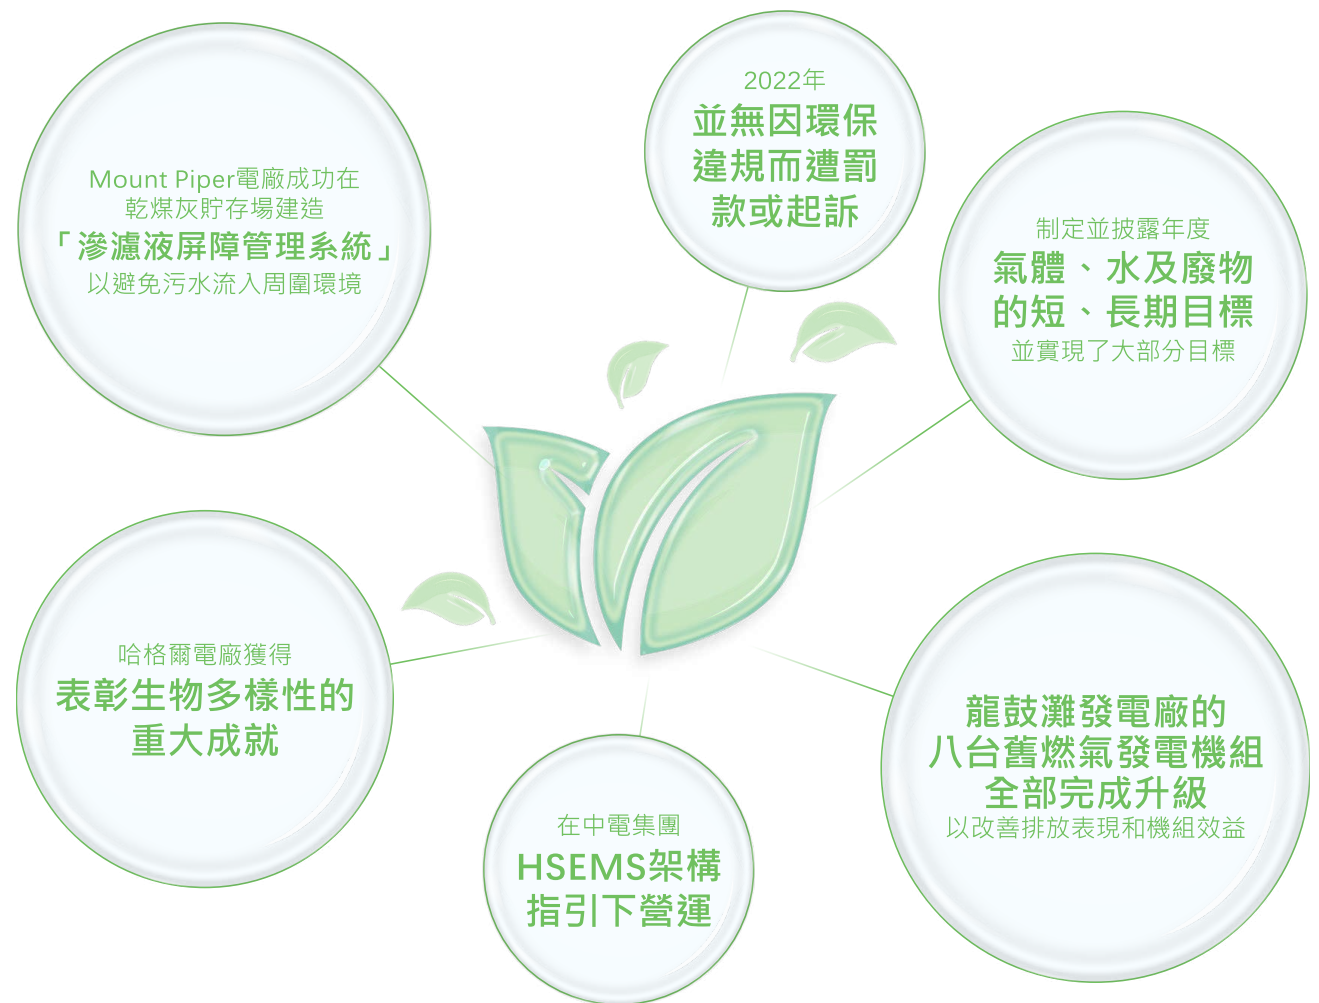 Mount Piper電廠成功在
乾煤灰貯存場建造
「滲濾液屏障管理系統」
以避免污水流入周圍環境
2022年
並無因環保
違規而遭罰
款或起訴
制定並披露年度
氣體、水及廢物
的短、長期目標
並實現了大部分目標
哈格爾電廠獲得
表彰生物多樣性的
重大成就
在中電集團
HSEMS架構
指引下營運
龍鼓灘發電廠的
八台舊燃氣發電機組
全部完成升級
以改善排放表現和機組效益